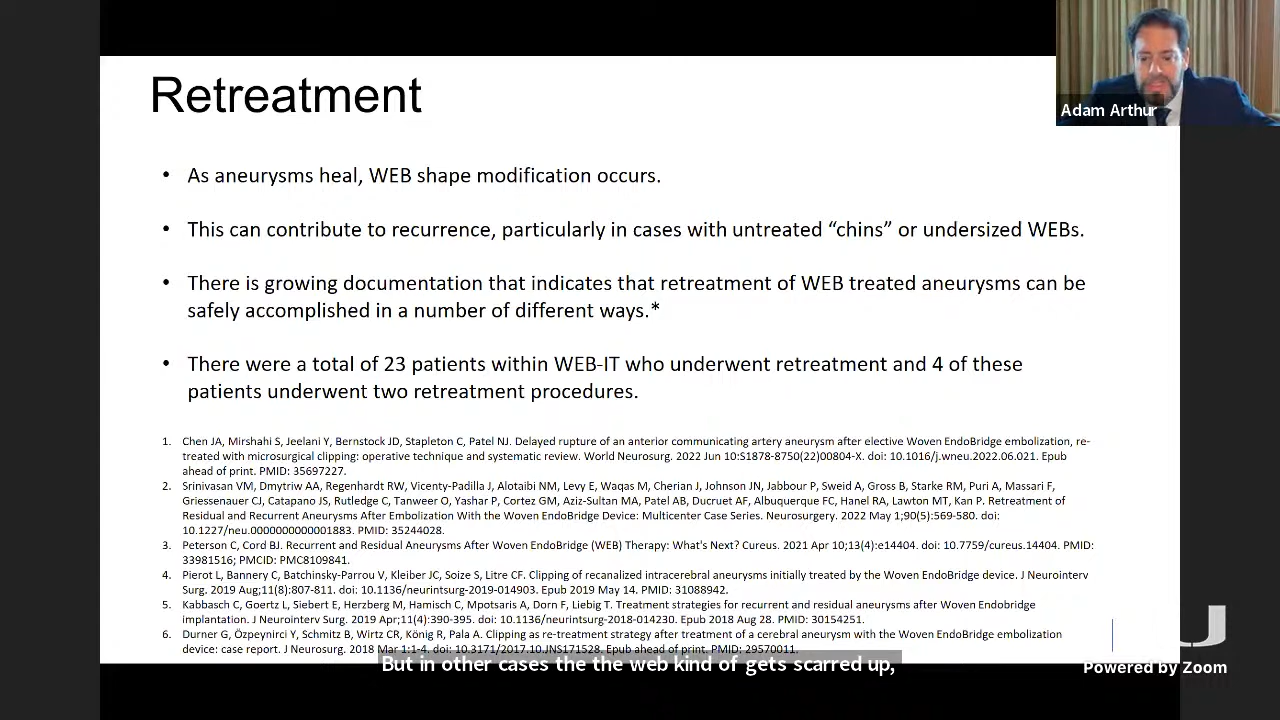 Retreatment
Adam Arthur
• As aneurysms heal, WEB shape modification occurs.
• This can contribute to recurrence, particularly in cases with untreated “chins” or undersized WEBs.
• There is growing documentation that indicates that retreatment of WEB treated aneurysms can be
safely accomplished in a number of different ways.*
• There were a total of 23 patients within WEB-IT who underwent retreatment and 4 of these
patients underwent two retreatment procedures.
1. Chen JA, Mirshahi S, Jeelani Y, Bernstock JD, Stapleton C, Patel NJ. Delayed rupture of an anterior communicating artery aneurysm after elective Woven EndoBridge embolization, re-
treated with microsurgical clipping: operative technique and systematic review. World Neurosurg. 2022 Jun 10:S1878-8750(22)00804-X. doi: 10.1016/j.wneu.2022.06.021. Epub
ahead of print. PMID: 35697227.
2. Srinivasan VM, Dmytriw AA, Regenhardt RW, Vicenty-Padilla J, Alotaibi NM, Levy E, Waqas M, Cherian J, Johnson JN, Jabbour P, Sweid A, Gross B, Starke RM, Puri A, Massari F,
Griessenauer CJ, Catapano JS, Rutledge C, Tanweer O, Yashar P, Cortez GM, Aziz-Sultan MA, Patel AB, Ducruet AF, Albuquerque FC, Hanel RA, Lawton MT, Kan P. Retreatment of
Residual and Recurrent Aneurysms After Embolization With the Woven EndoBridge Device: Multicenter Case Series. Neurosurgery. 2022 May 1;90(5):569-580. doi:
10.1227/neu.0000000000001883. PMID: 35244028.
3. Peterson C, Cord BJ. Recurrent and Residual Aneurysms After Woven EndoBridge (WEB) Therapy: What's Next? Cureus. 2021 Apr 10;13(4):e14404. doi: 10.7759/cureus.14404. PMID:
33981516; PMCID: PMC8109841.
4. Pierot L, Bannery C, Batchinsky-Parrou V, Kleiber JC, Soize S, Litre CF. Clipping of recanalized intracerebral aneurysms initially treated by the Woven EndoBridge device. J Neurointerv
Surg. 2019 Aug;11(8):807-811. doi: 10.1136/neurintsurg-2019-014903. Epub 2019 May 14. PMID: 31088942.
5. Kabbasch C, Goertz L, Siebert E, Herzberg M, Hamisch C, Mpotsaris A, Dorn F, Liebig T. Treatment strategies for recurrent and residual aneurysms after Woven Endobridge
implantation. J Neurointerv Surg. 2019 Apr;11(4):390-395. doi: 10.1136/neurintsurg-2018-014230. Epub 2018 Aug 28. PMID: 30154251.
6. Durner G, Özpeynirci Y, Schmitz B, Wirtz CR, König R, Pala A. Clipping as re-treatment strategy after treatment of a cerebral aneurysm with the Woven EndoBridge
device: case report. J Neurosurg. 2018 Mar 1:1-4. doi: 10.3171/2017.10.JNS171528. Epub ahead of print. PMID: 29570011.
But in other cases the the web kind of gets scarred up,
Powered by Zoom